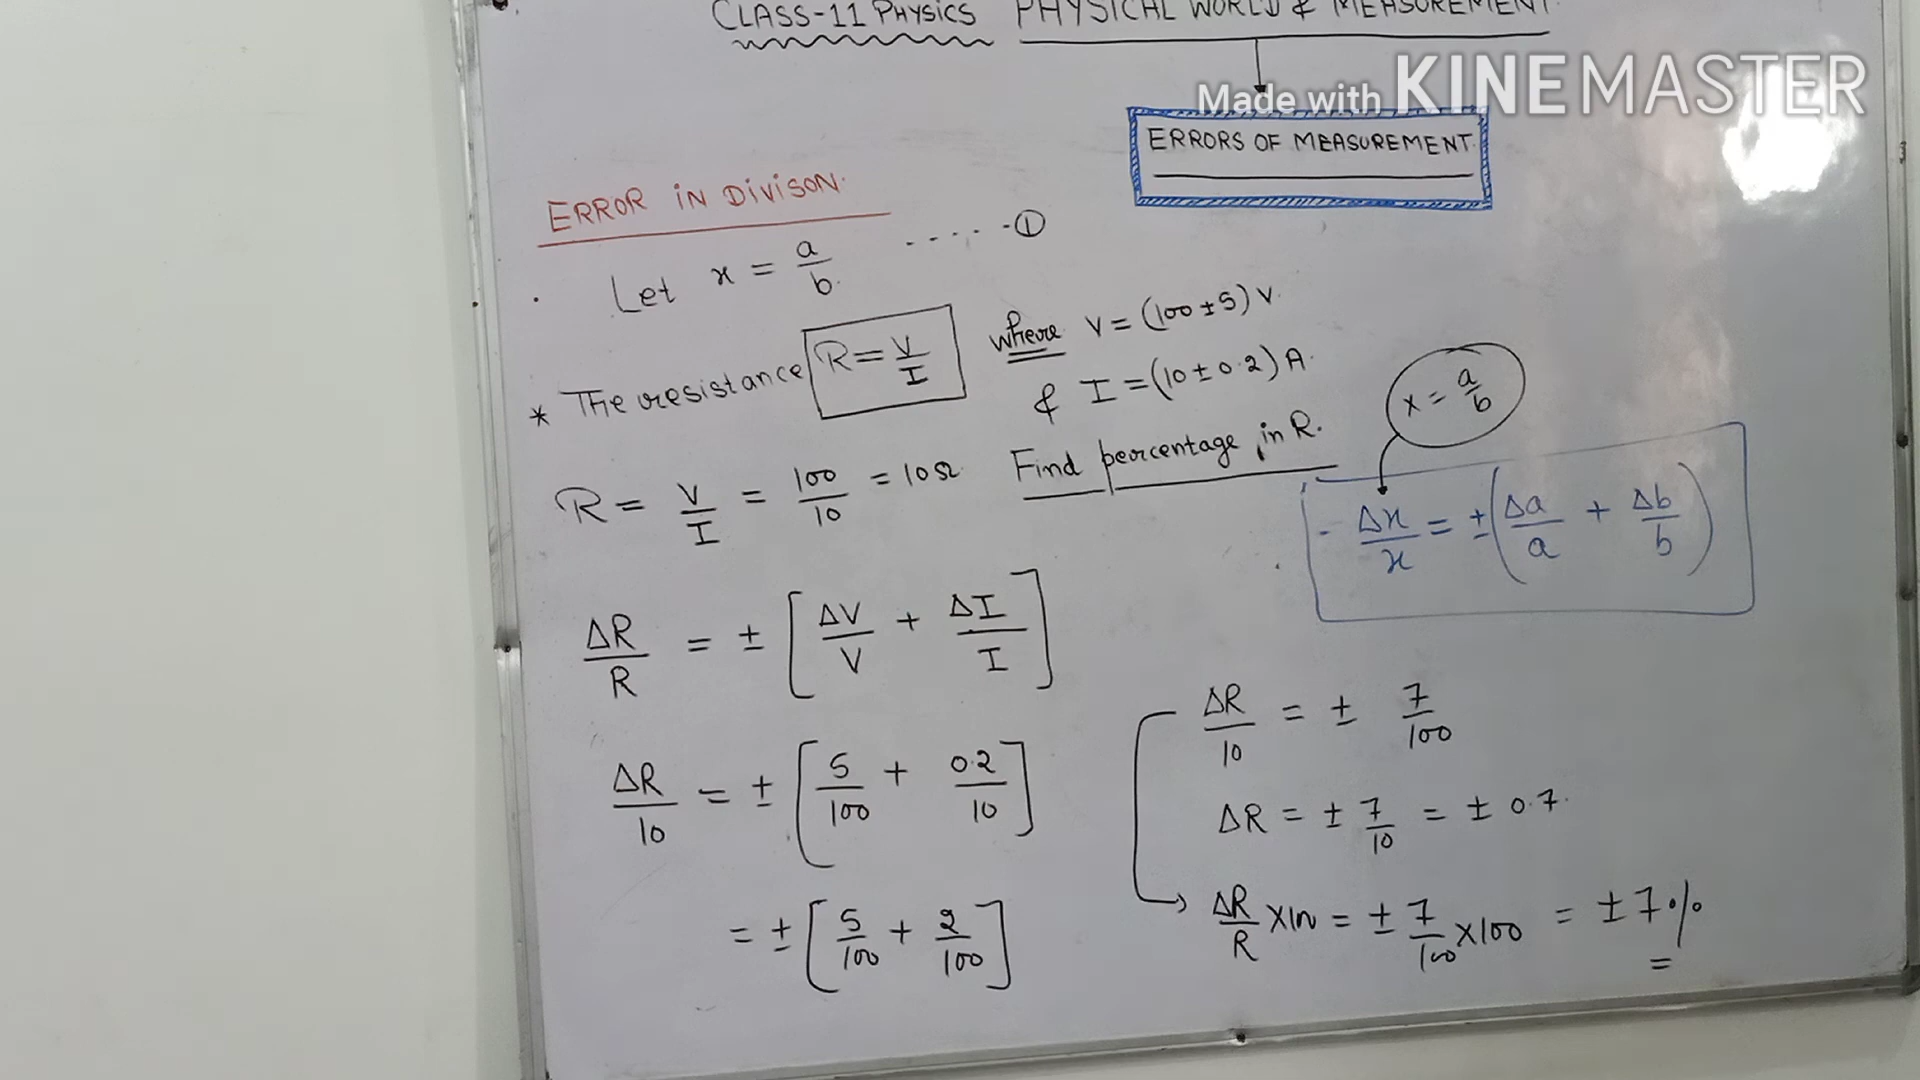 CLASS-11 PHYSICS PHYSICAL WORLD & MEASUREMENT
Made with KINEMASTER
ERRORS OF MEASUREMENT
ERROR IN DIVISON.
Let x = a/b ..... ①
* The resistance R = V/I where V = (100 ± 5) V.
& I = (10 ± 0.2) A.
x = a/b
Find percentage in R.
R = V/I = 100/10 = 10Ω
Δx/x = ± (Δa/a + Δb/b)
ΔR/R = ± [ΔV/V + ΔI/I]
ΔR/10 = ± [5/100 + 0.2/10]
= ± [5/100 + 2/100]
ΔR/10 = ± 7/100
ΔR = ± 7/10 = ± 0.7.
ΔR/R × 100 = ± 7/100 × 100 = ± 7%